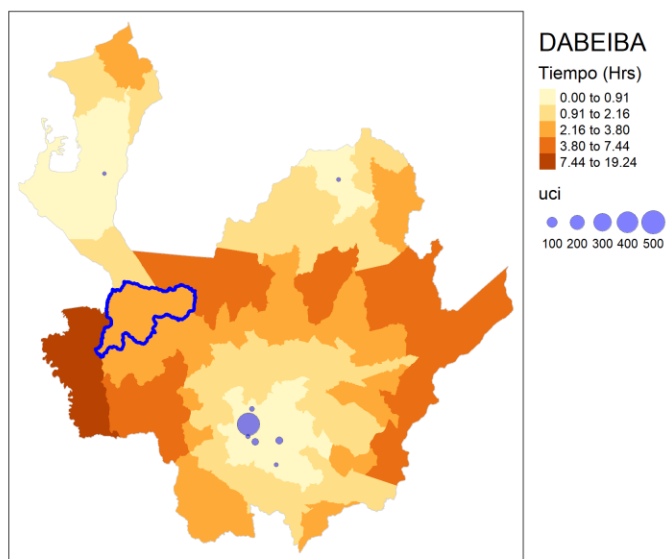 DABEIBA
Tiempo (Hrs)
0.00 to 0.91
0.91 to 2.16
2.16 to 3.80
3.80 to 7.44
7.44 to 19.24
uci
100 200 300 400 500